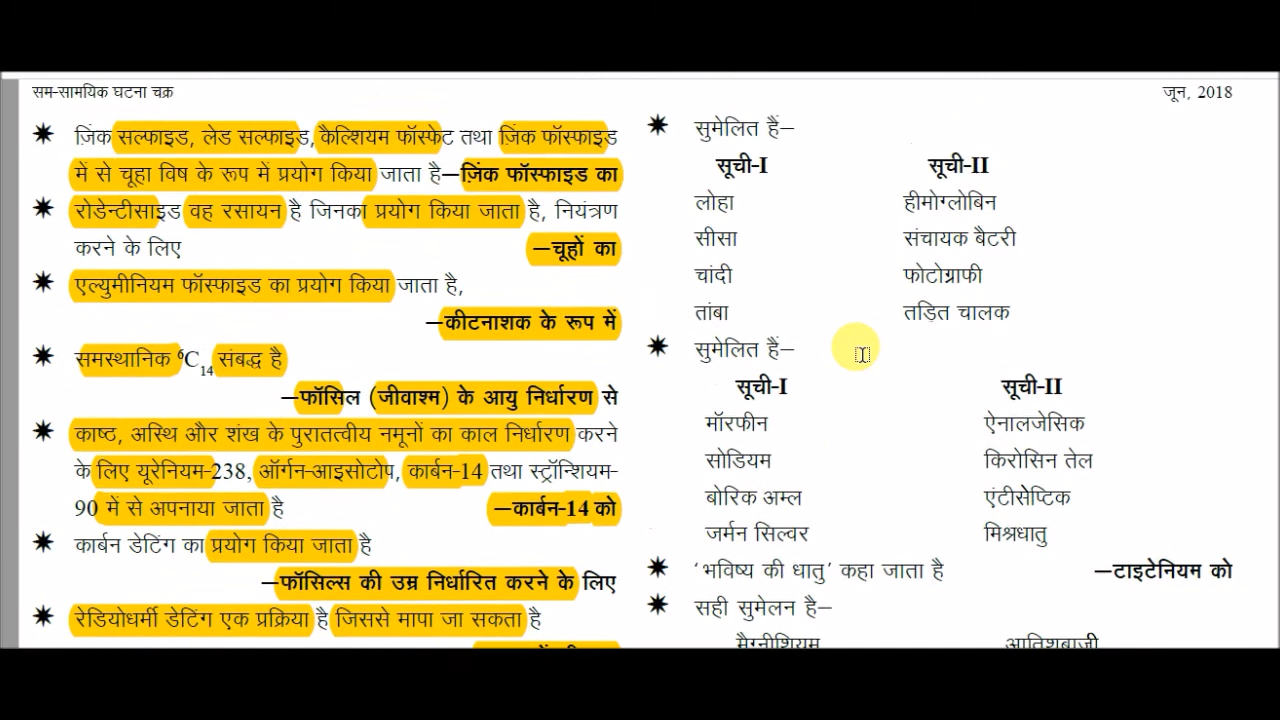 सम-सामयिक घटना चक्र
जून, 2018
✷ ज़िंक सल्फाइड, लेड सल्फाइड, कैल्शियम फॉस्फेट तथा ज़िंक फॉस्फाइड
में से चूहा विष के रूप में प्रयोग किया जाता है–ज़िंक फॉस्फाइड का
✷ रोडेन्टीसाइड वह रसायन है जिनका प्रयोग किया जाता है, नियंत्रण
करने के लिए –चूहों का
✷ एल्युमीनियम फॉस्फाइड का प्रयोग किया जाता है,
–कीटनाशक के रूप में
✷ समस्थानिक ⁶C₁₄ संबद्ध है
–फॉसिल (जीवाश्म) के आयु निर्धारण से
✷ काष्ठ, अस्थि और शंख के पुरातत्वीय नमूनों का काल निर्धारण करने
के लिए यूरेनियम-238, ऑर्गन-आइसोटोप, कार्बन-14 तथा स्ट्रॉन्शियम-
90 में से अपनाया जाता है –कार्बन-14 को
✷ कार्बन डेटिंग का प्रयोग किया जाता है
–फॉसिल्स की उम्र निर्धारित करने के लिए
✷ रेडियोधर्मी डेटिंग एक प्रक्रिया है जिससे मापा जा सकता है
✷ सुमेलित हैं–
सूची-I सूची-II
लोहा हीमोग्लोबिन
सीसा संचायक बैटरी
चांदी फोटोग्राफी
तांबा तड़ित चालक
✷ सुमेलित हैं–
सूची-I सूची-II
मॉरफीन ऐनालजेसिक
सोडियम किरोसिन तेल
बोरिक अम्ल एंटीसेप्टिक
जर्मन सिल्वर मिश्रधातु
✷ ‘भविष्य की धातु’ कहा जाता है –टाइटेनियम को
✷ सही सुमेलन है–
मैग्नीशियम आतिशबाजी